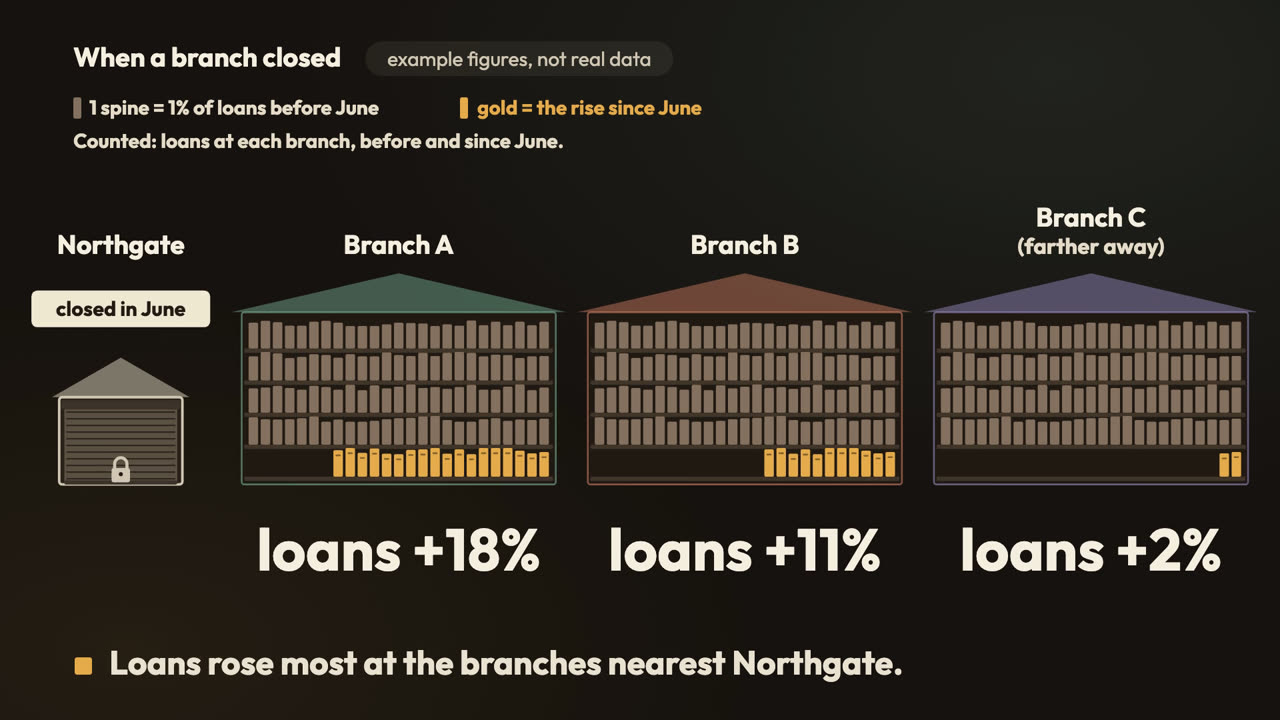 When a branch closed
example figures, not real data
1 spine = 1% of loans before June
gold = the rise since June
Counted: loans at each branch, before and since June.
Northgate
closed in June
Branch A
Branch B
Branch C
(farther away)
loans +18%
loans +11%
loans +2%
Loans rose most at the branches nearest Northgate.